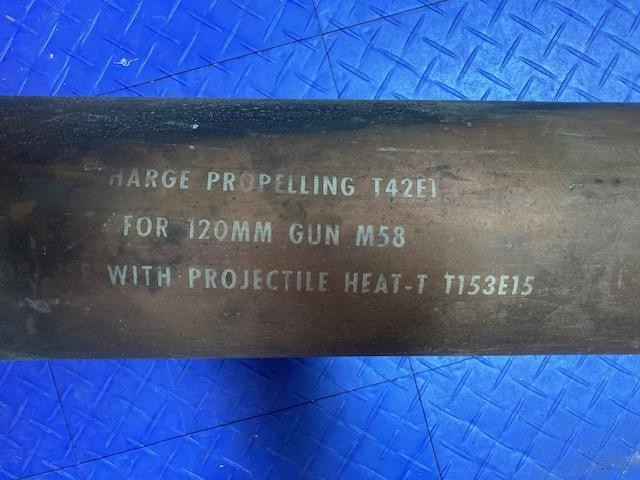 HARGE PROPELLING T42E1
FOR 120MM GUN M58
E WITH PROJECTILE HEAT-T T153E15